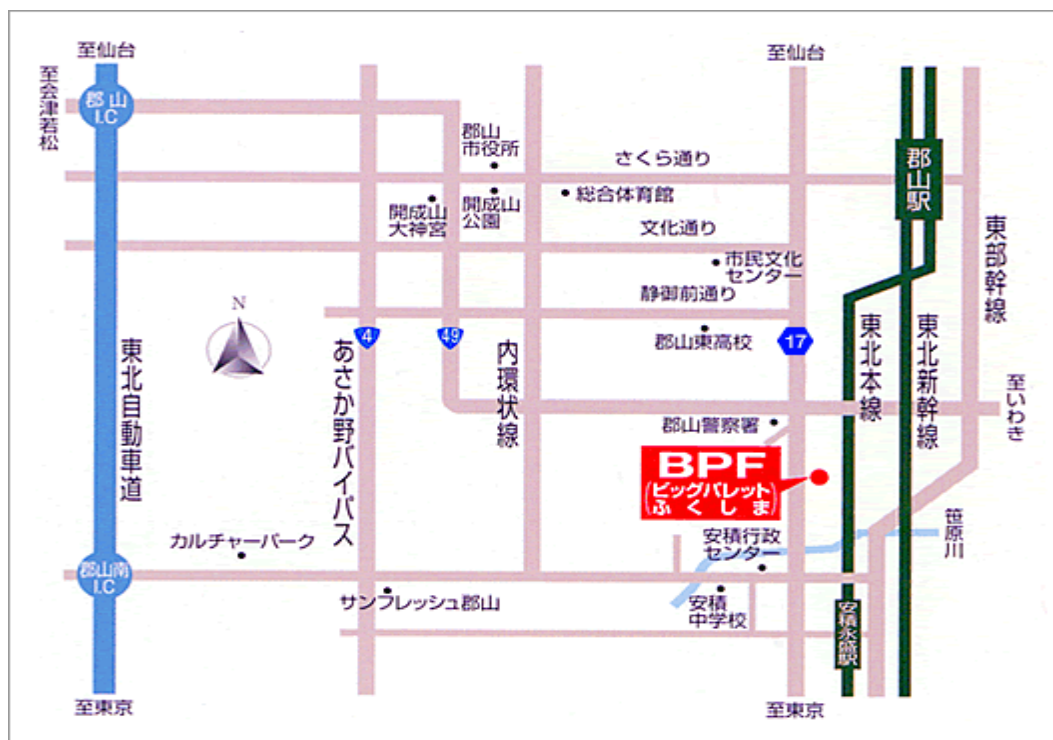 至仙台
至仙台
至会津若松
郡山
I.C
郡山
市役所
さくら通り
郡山駅
開成山
大神宮
開成山
公園
総合体育館
文化通り
東部幹線
市民文化
センター
静御前通り
N
4
49
17
郡山東高校
東北自動車道
あさか野バイパス
内環状線
東北本線
東北新幹線
至いわき
郡山警察署
BPF
(ビッグパレット
ふくしま)
笹原川
安積行政
センター
カルチャーパーク
郡山南
I.C
サンフレッシュ郡山
安積
中学校
安積永盛駅
至東京
至東京